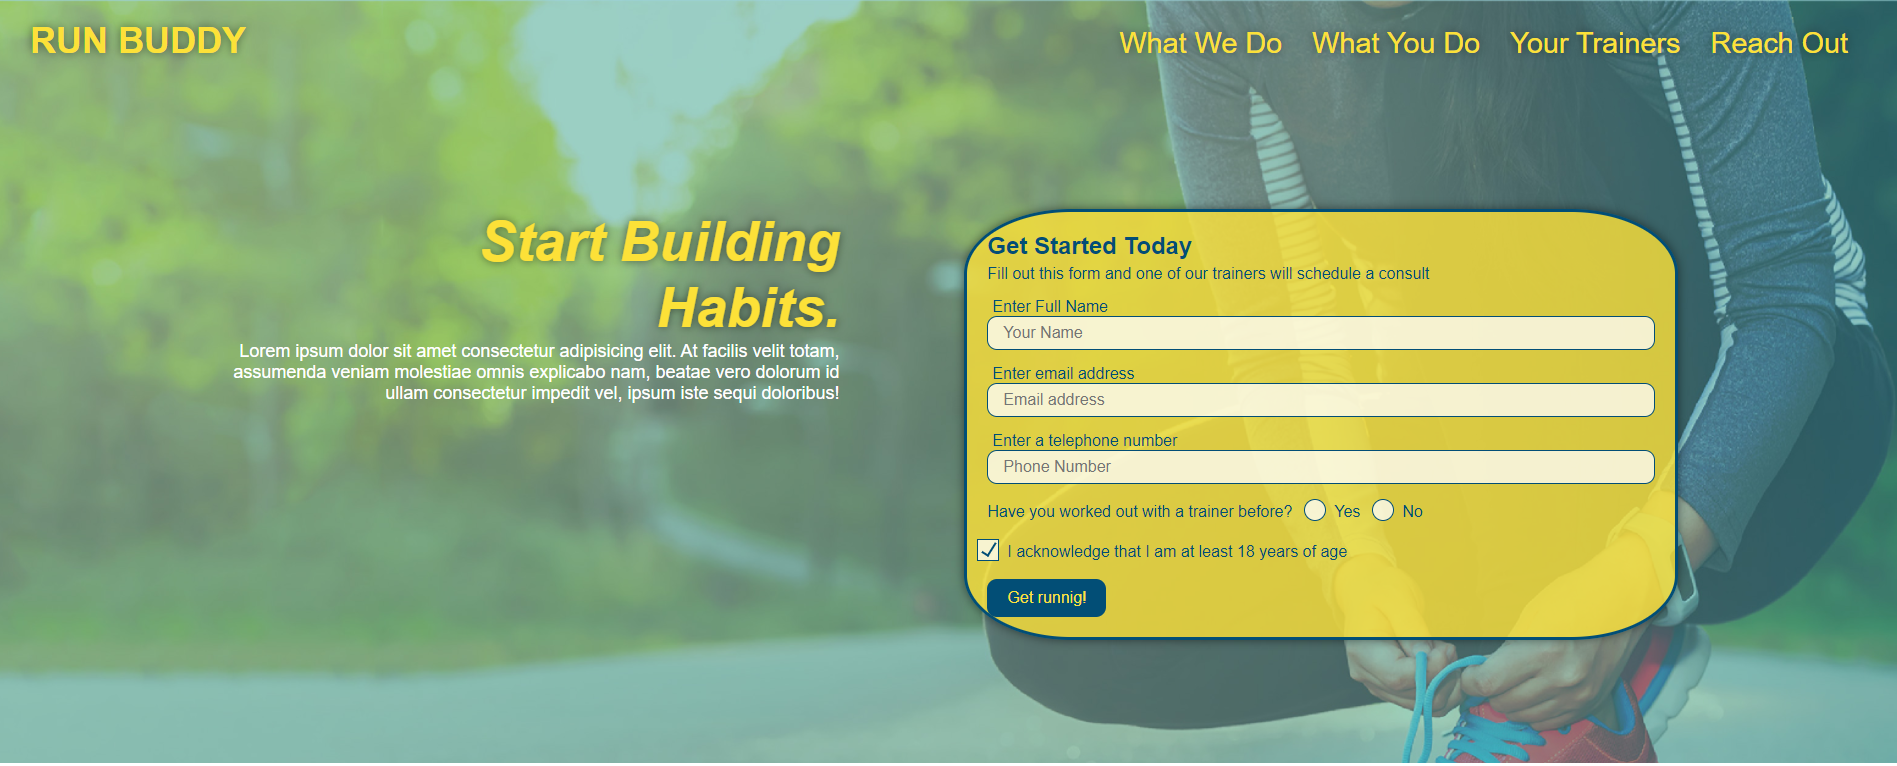 RUN BUDDY
What We Do What You Do Your Trainers Reach Out
Start Building
Habits.
Lorem ipsum dolor sit amet consectetur adipisicing elit. At facilis velit totam,
assumenda veniam molestiae omnis explicabo nam, beatae vero dolorum id
ullam consectetur impedit vel, ipsum iste sequi doloribus!
Get Started Today
Fill out this form and one of our trainers will schedule a consult
Enter Full Name
Your Name
Enter email address
Email address
Enter a telephone number
Phone Number
Have you worked out with a trainer before? Yes No
I acknowledge that I am at least 18 years of age
Get runnig!